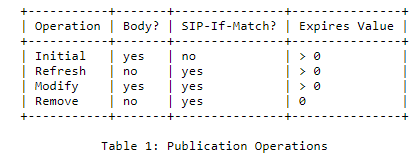 +-----------+-------+---------------+---------------+
| Operation | Body? | SIP-If-Match? | Expires Value |
+-----------+-------+---------------+---------------+
| Initial   | yes   | no            | > 0           |
| Refresh   | no    | yes           | > 0           |
| Modify    | yes   | yes           | > 0           |
| Remove    | no    | yes           | 0             |
+-----------+-------+---------------+---------------+
Table 1: Publication Operations